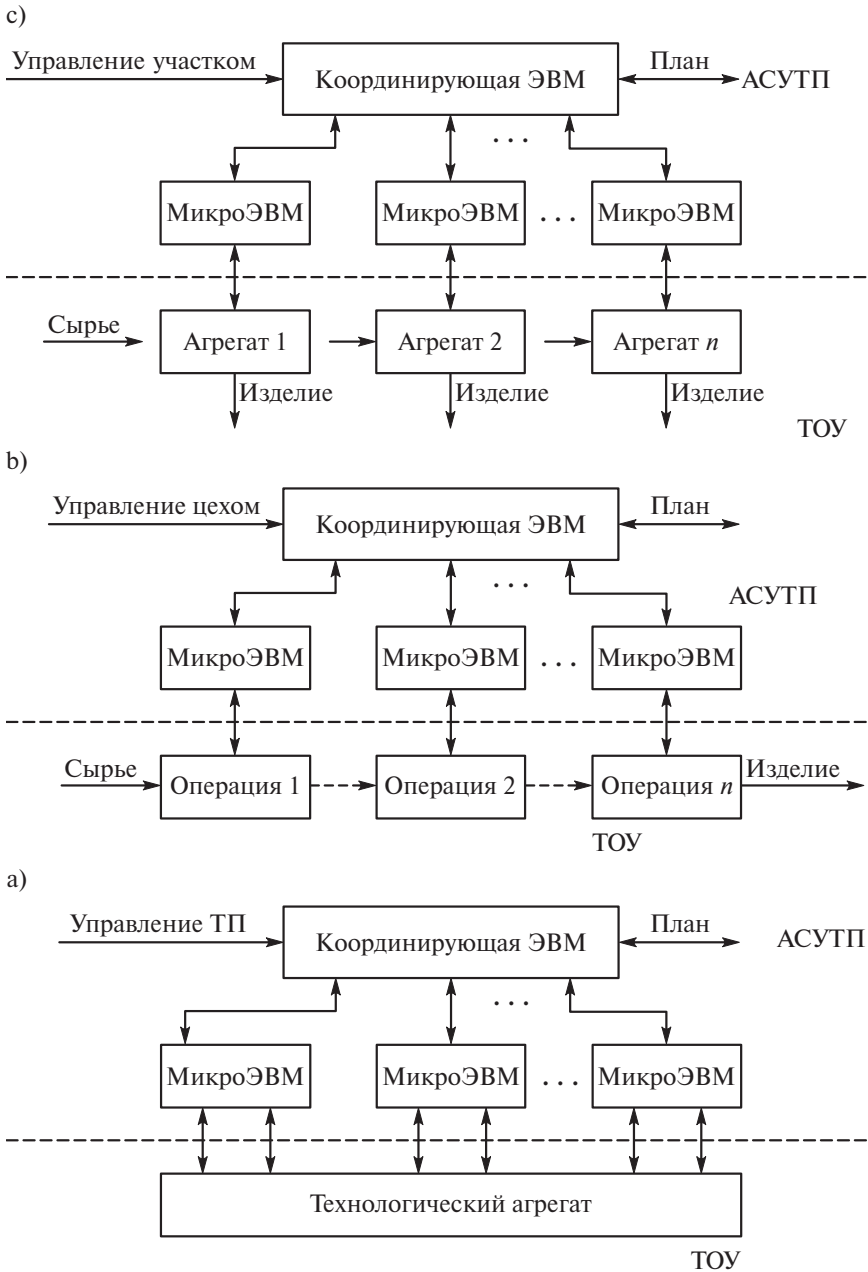 c)
Управление участком
Координирующая ЭВМ
План
АСУТП
. . .
МикроЭВМ
МикроЭВМ
. . .
МикроЭВМ
Сырье
Агрегат 1
Агрегат 2
Агрегат n
Изделие
Изделие
Изделие
ТОУ
b)
Управление цехом
Координирующая ЭВМ
План
. . .
АСУТП
МикроЭВМ
МикроЭВМ
. . .
МикроЭВМ
Сырье
Операция 1
Операция 2
Операция n
Изделие
ТОУ
a)
Управление ТП
Координирующая ЭВМ
План
АСУТП
. . .
МикроЭВМ
МикроЭВМ
. . .
МикроЭВМ
Технологический агрегат
ТОУ